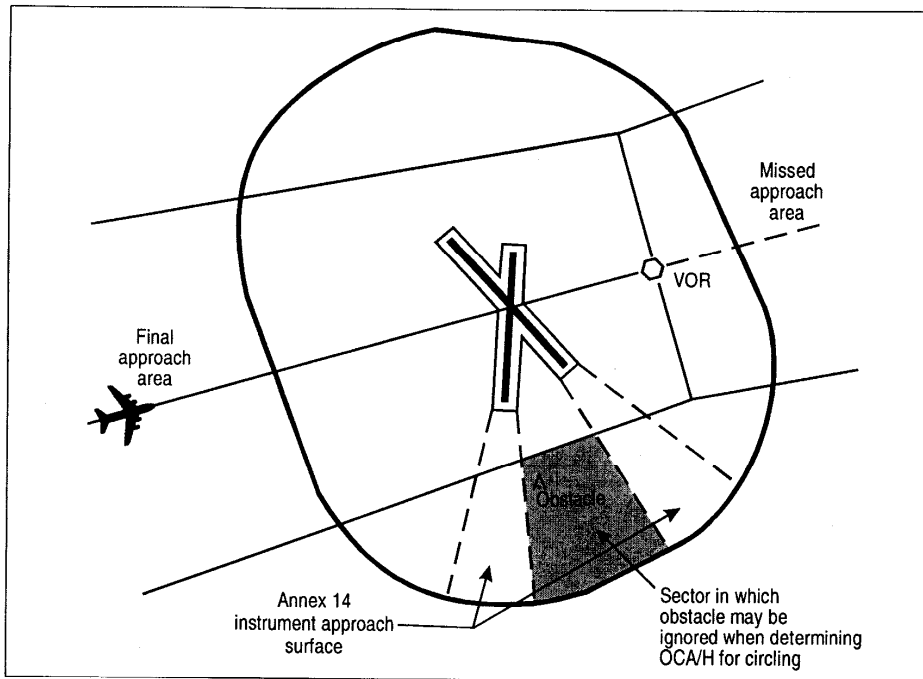 Missed
approach
area
VOR
Final
approach
area
Obstacle
Annex 14
instrument approach
surface
Sector in which
obstacle may be
ignored when determining
OCA/H for circling